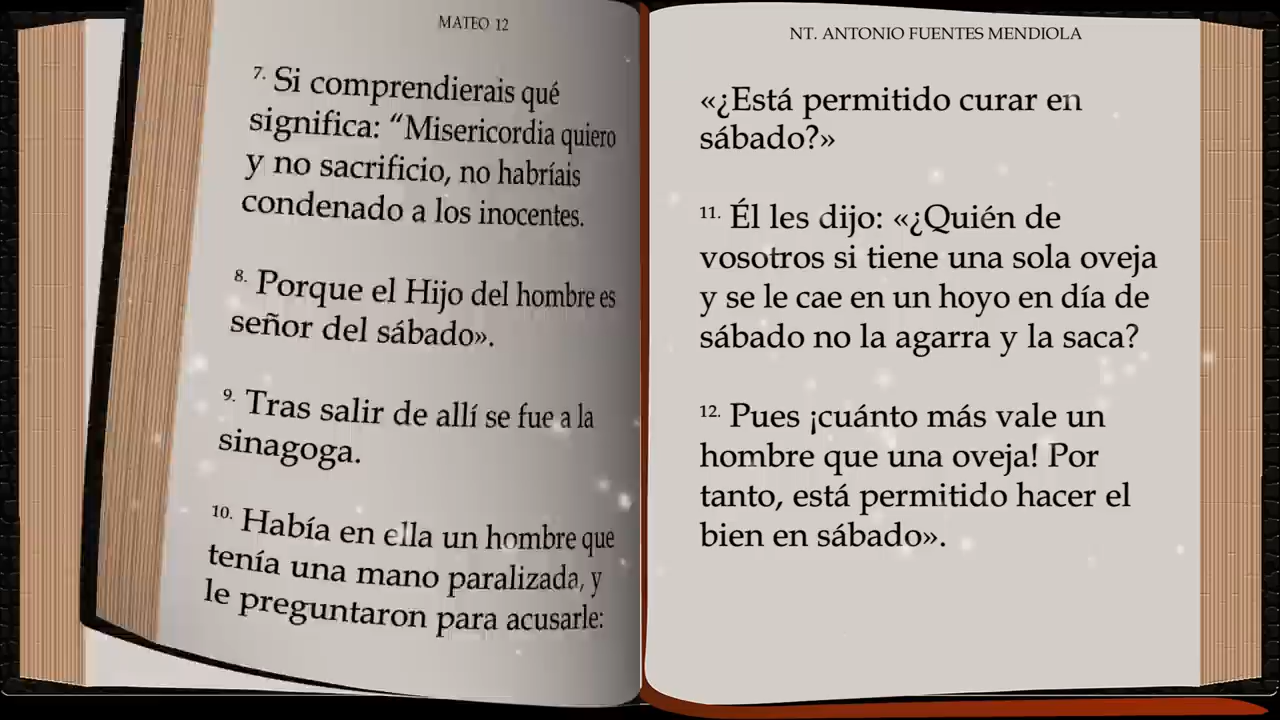 MATEO 12
7. Si comprendierais qué
significa: “Misericordia quiero
y no sacrificio, no habríais
condenado a los inocentes.
8. Porque el Hijo del hombre es
señor del sábado».
9. Tras salir de allí se fue a la
sinagoga.
10. Había en ella un hombre que
tenía una mano paralizada, y
le preguntaron para acusarle:
NT. ANTONIO FUENTES MENDIOLA
«¿Está permitido curar en
sábado?»
11. Él les dijo: «¿Quién de
vosotros si tiene una sola oveja
y se le cae en un hoyo en día de
sábado no la agarra y la saca?
12. Pues ¡cuánto más vale un
hombre que una oveja! Por
tanto, está permitido hacer el
bien en sábado».